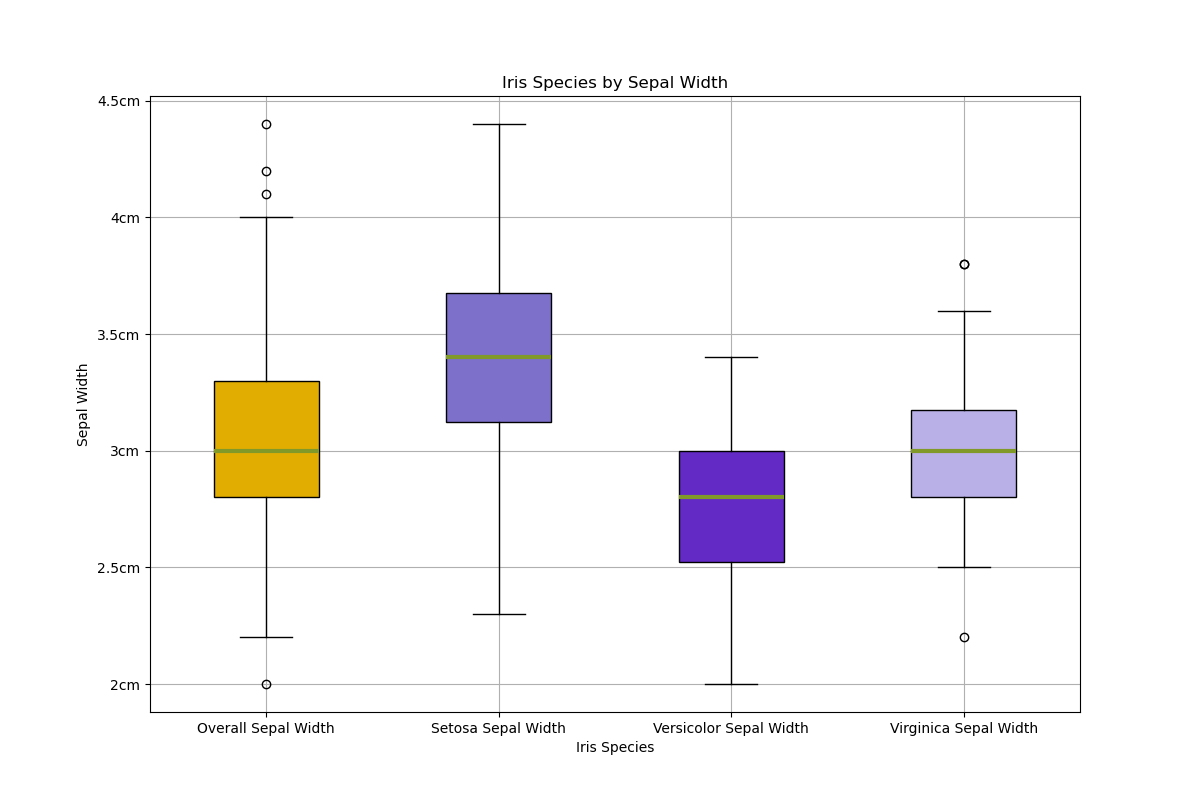 Iris Species by Sepal Width
4.5cm
4cm
3.5cm
3cm
2.5cm
2cm
Sepal Width
Overall Sepal Width
Setosa Sepal Width
Versicolor Sepal Width
Virginica Sepal Width
Iris Species